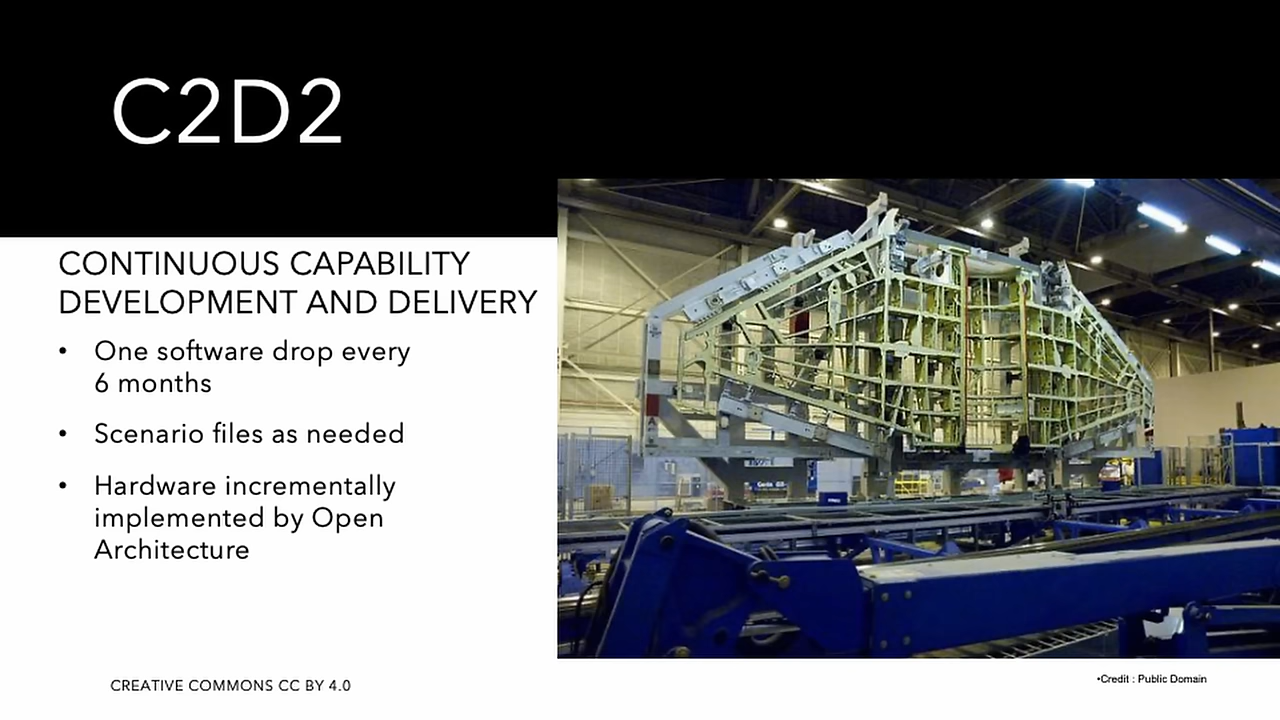 C2D2
CONTINUOUS CAPABILITY
DEVELOPMENT AND DELIVERY
• One software drop every
6 months
• Scenario files as needed
• Hardware incrementally
implemented by Open
Architecture
CREATIVE COMMONS CC BY 4.0
•Credit : Public Domain